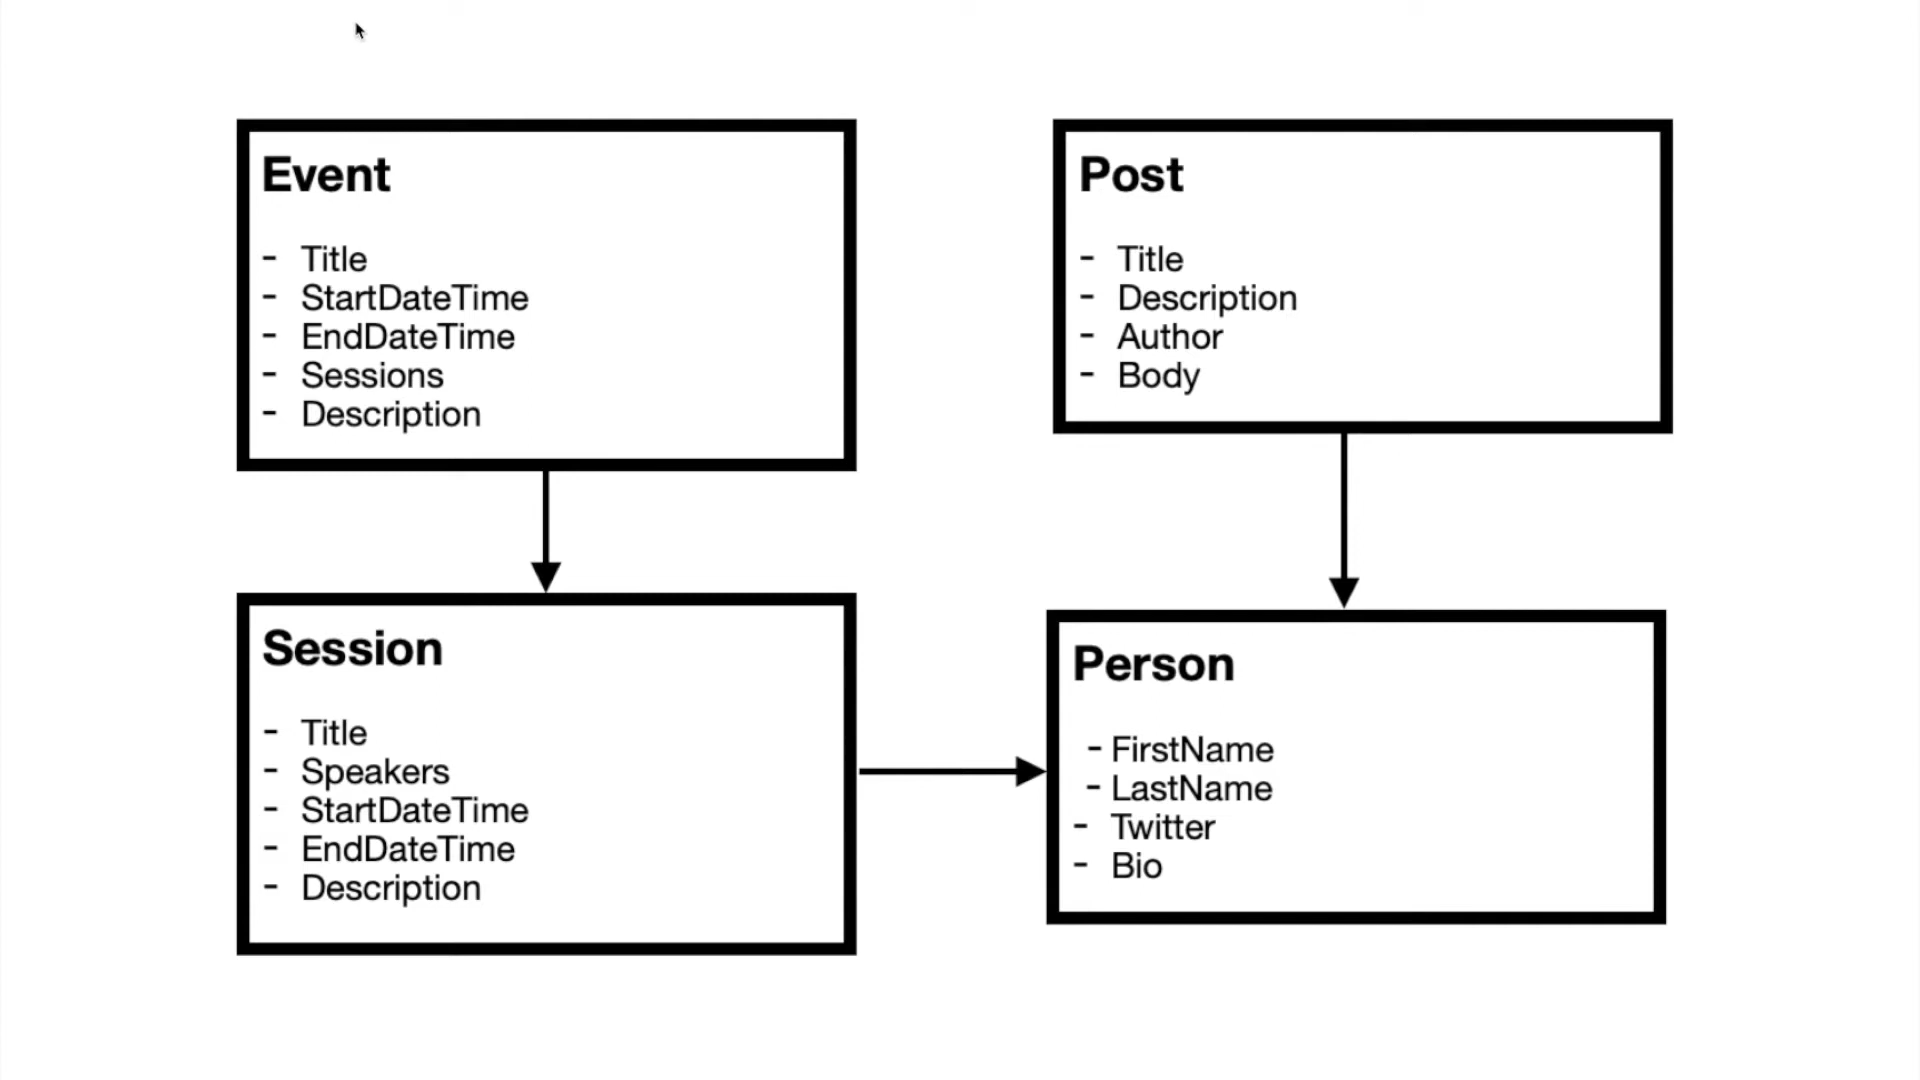 Event
- Title
- StartDateTime
- EndDateTime
- Sessions
- Description
Post
- Title
- Description
- Author
- Body
Session
- Title
- Speakers
- StartDateTime
- EndDateTime
- Description
Person
- FirstName
- LastName
- Twitter
- Bio